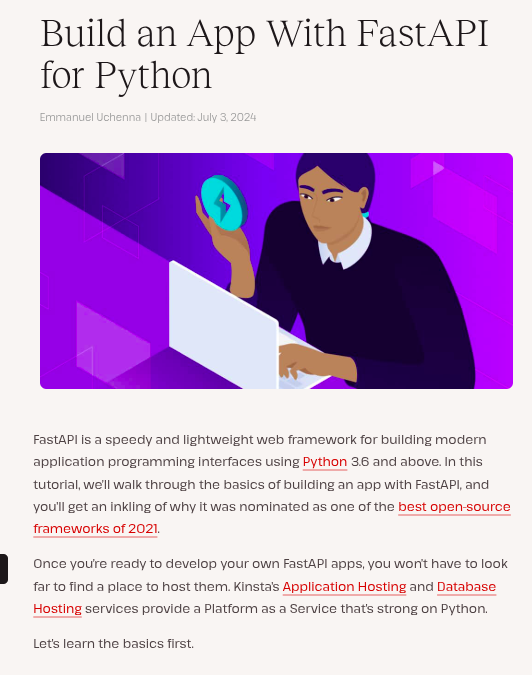 Build an App With FastAPI
for Python
Emmanuel Uchenna | Updated: July 3, 2024
FastAPI is a speedy and lightweight web framework for building modern
application programming interfaces using Python 3.6 and above. In this
tutorial, we'll walk through the basics of building an app with FastAPI, and
you'll get an inkling of why it was nominated as one of the best open-source
frameworks of 2021.
Once you're ready to develop your own FastAPI apps, you won't have to look
far to find a place to host them. Kinsta's Application Hosting and Database
Hosting services provide a Platform as a Service that's strong on Python.
Let's learn the basics first.